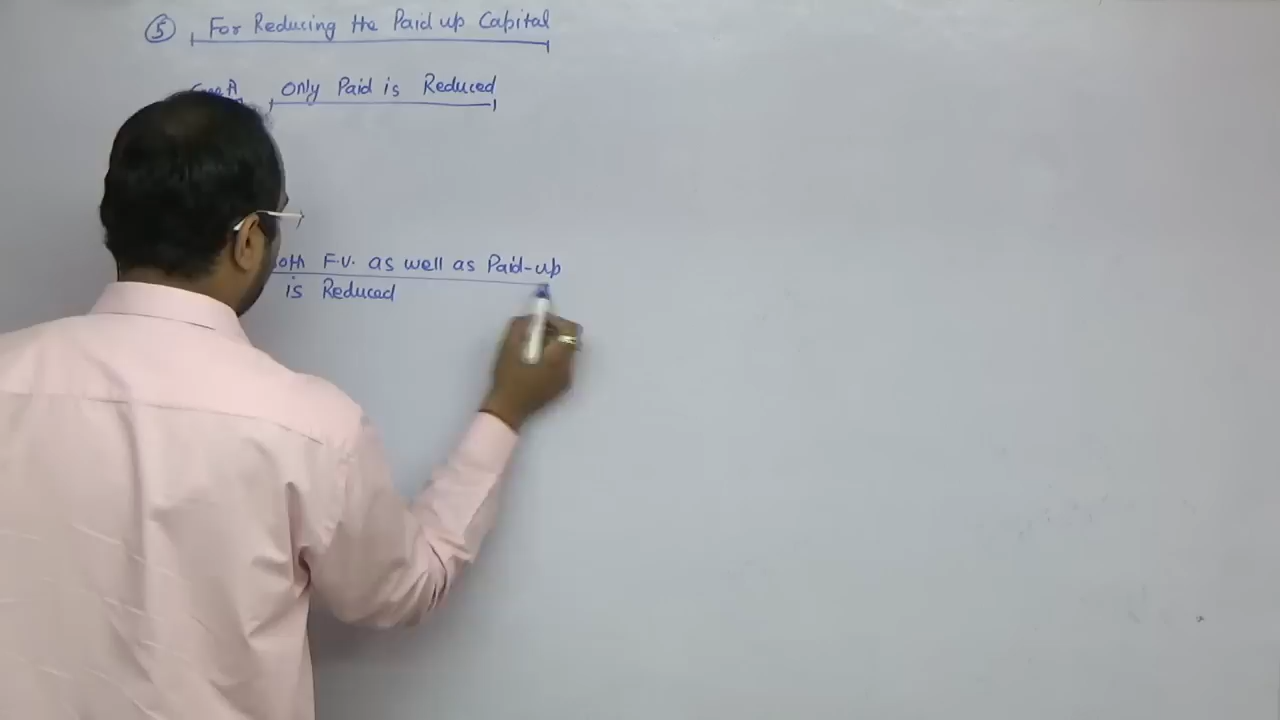 ⑤ For Reducing the Paid up Capital
Case A Only Paid is Reduced
Both F.V. as well as Paid-up
is Reduced